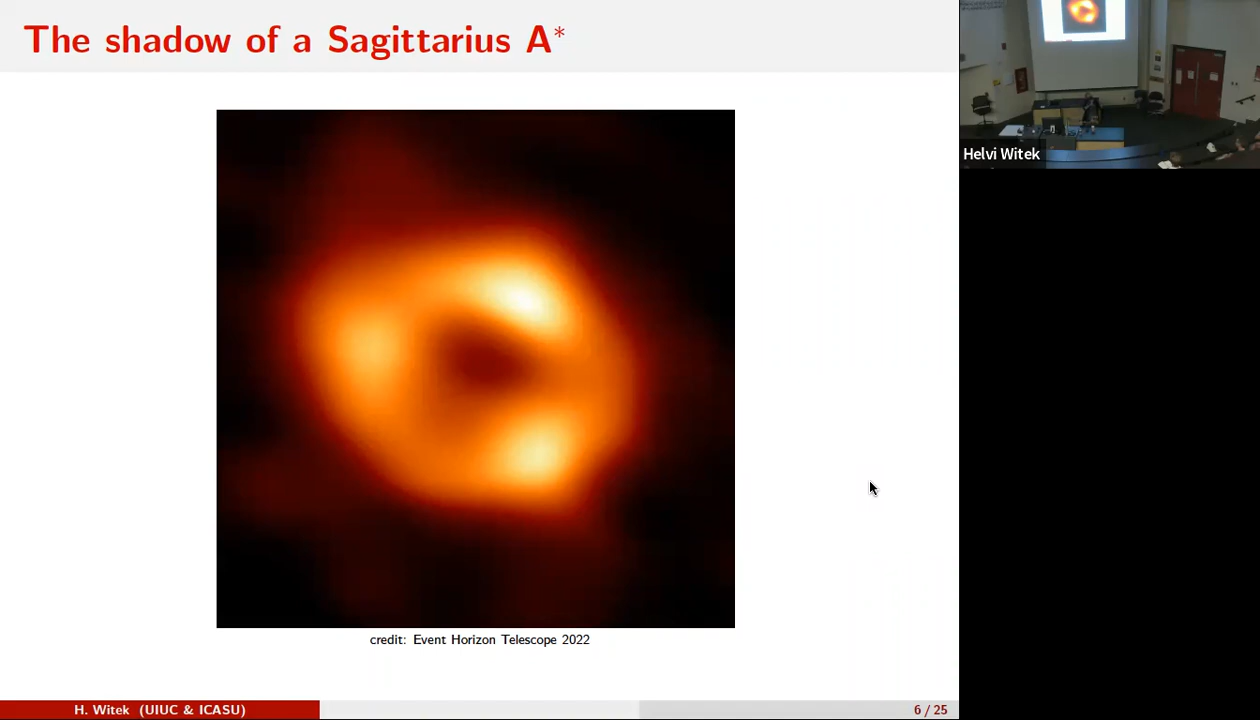 The shadow of a Sagittarius A*
Helvi Witek
credit: Event Horizon Telescope 2022
H. Witek (UIUC & ICASU)
6 / 25